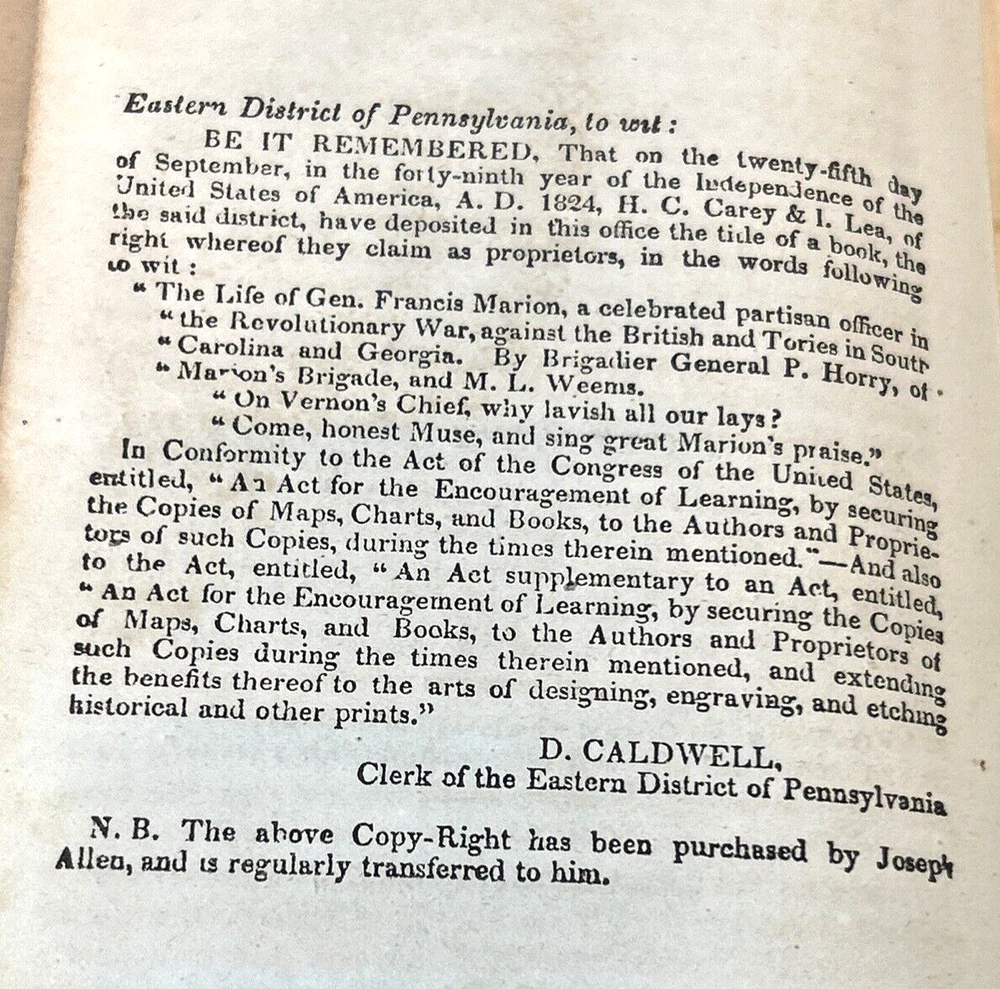 Eastern District of Pennsylvania, to wit:
BE IT REMEMBERED, That on the twenty-fifth day
of September, in the forty-ninth year of the Independence of the
United States of America, A. D. 1824, H. C. Carey & I. Lea, of
the said district, have deposited in this office the title of a book, the
right whereof they claim as proprietors, in the words following
to wit:
"The Life of Gen. Francis Marion, a celebrated partisan officer in
"the Revolutionary War, against the British and Tories in South
"Carolina and Georgia. By Brigadier General P. Horry, of
"Marion's Brigade, and M. L. Weems.
"On Vernon's Chief, why lavish all our lays?
"Come, honest Muse, and sing great Marion's praise."
In Conformity to the Act of the Congress of the United States,
entitled, "An Act for the Encouragement of Learning, by securing
the Copies of Maps, Charts, and Books, to the Authors and Proprie-
tors of such Copies, during the times therein mentioned."—And also
to the Act, entitled, "An Act supplementary to an Act, entitled,
"An Act for the Encouragement of Learning, by securing the Copies
of Maps, Charts, and Books, to the Authors and Proprietors of
such Copies during the times therein mentioned, and extending
the benefits thereof to the arts of designing, engraving, and etching
historical and other prints."
D. CALDWELL,
Clerk of the Eastern District of Pennsylvania
N. B. The above Copy-Right has been purchased by Joseph
Allen, and is regularly transferred to him.